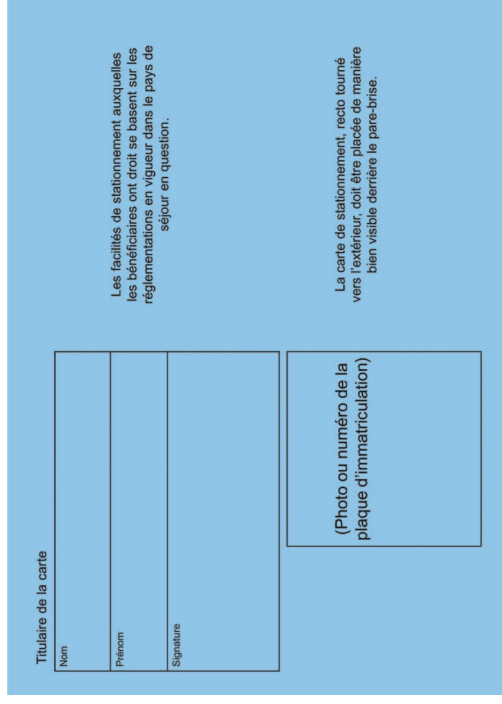 Titulaire de la carte
Nom
Prénom
Signature
(Photo ou numéro de la
plaque d'immatriculation)
Les facilités de stationnement auxquelles
les bénéficiaires ont droit se basent sur les
réglementations en vigueur dans le pays de
séjour en question.
La carte de stationnement, recto tourné
vers l'extérieur, doit être placée de manière
bien visible derrière le pare-brise.